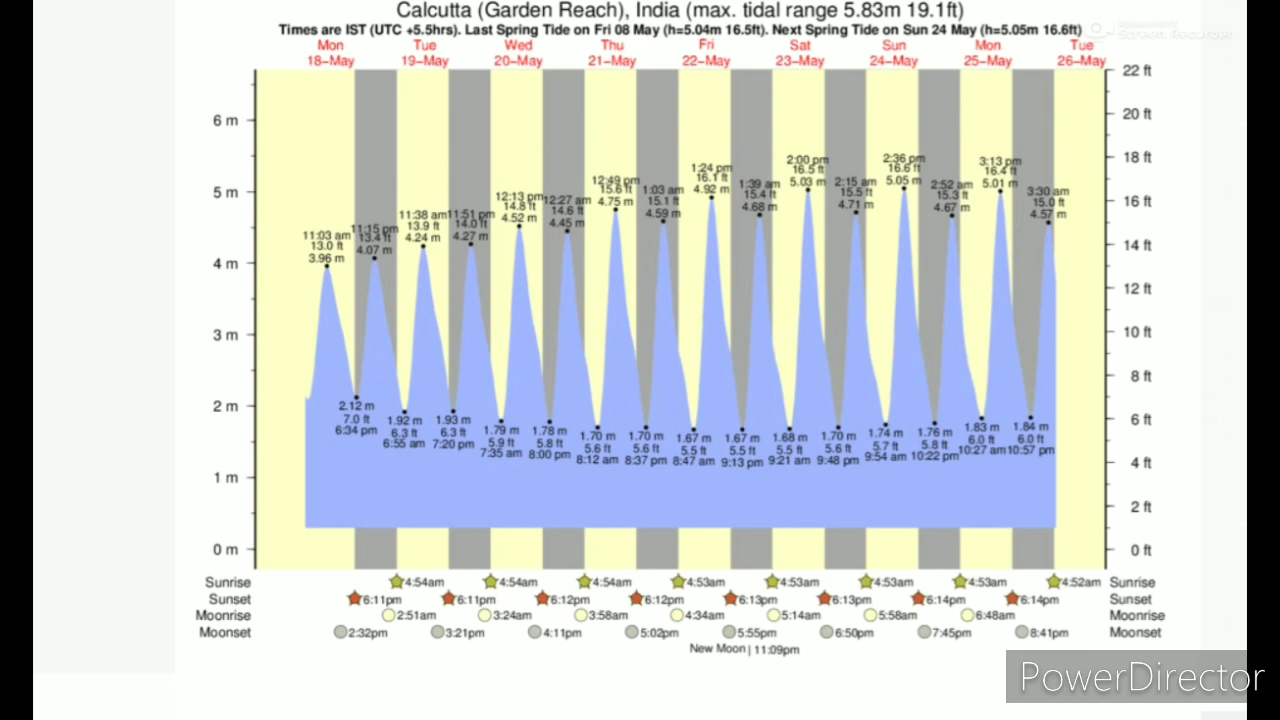 Calcutta (Garden Reach), India (max. tidal range 5.83m 19.1ft)
Times are IST (UTC +5.5hrs). Last Spring Tide on Fri 08 May (h=5.04m 16.5ft). Next Spring Tide on Sun 24 May (h=5.05m 16.6ft)
Screen Recorder
Mon Tue Wed Thu Fri Sat Sun Mon Tue
18-May 19-May 20-May 21-May 22-May 23-May 24-May 25-May 26-May
6 m
5 m
4 m
3 m
2 m
1 m
0 m
22 ft
20 ft
18 ft
16 ft
14 ft
12 ft
10 ft
8 ft
6 ft
4 ft
2 ft
0 ft
11:03 am
13.0 ft
3.96 m
11:15 pm
13.4 ft
4.07 m
11:38 am
13.9 ft
4.24 m
11:51 pm
14.0 ft
4.27 m
12:13 pm
14.8 ft
4.52 m
12:27 am
14.6 ft
4.45 m
12:49 pm
15.6 ft
4.75 m
1:03 am
15.1 ft
4.59 m
1:24 pm
16.1 ft
4.92 m
1:39 am
15.4 ft
4.68 m
2:00 pm
16.5 ft
5.03 m
2:15 am
15.5 ft
4.71 m
2:36 pm
16.6 ft
5.05 m
2:52 am
15.3 ft
4.67 m
3:13 pm
16.4 ft
5.01 m
3:30 am
15.0 ft
4.57 m
2.12 m
7.0 ft
6:34 pm
1.92 m
6.3 ft
6:55 am
1.93 m
6.3 ft
7:20 pm
1.79 m
5.9 ft
7:35 am
1.78 m
5.8 ft
8:00 pm
1.70 m
5.6 ft
8:12 am
1.70 m
5.6 ft
8:37 pm
1.67 m
5.5 ft
8:47 am
1.67 m
5.5 ft
9:13 pm
1.68 m
5.5 ft
9:21 am
1.70 m
5.6 ft
9:48 pm
1.74 m
5.7 ft
9:54 am
1.76 m
5.8 ft
10:22 pm
1.83 m
6.0 ft
10:27 am
1.84 m
6.0 ft
10:57 pm
Sunrise 4:54am 4:54am 4:54am 4:53am 4:53am 4:53am 4:53am 4:52am Sunrise
Sunset 6:11pm 6:11pm 6:12pm 6:12pm 6:13pm 6:13pm 6:14pm 6:14pm Sunset
Moonrise 2:51am 3:24am 3:58am 4:34am 5:14am 5:58am 6:48am Moonrise
Moonset 2:32pm 3:21pm 4:11pm 5:02pm 5:55pm 6:50pm 7:45pm 8:41pm Moonset
New Moon | 11:09pm
PowerDirector